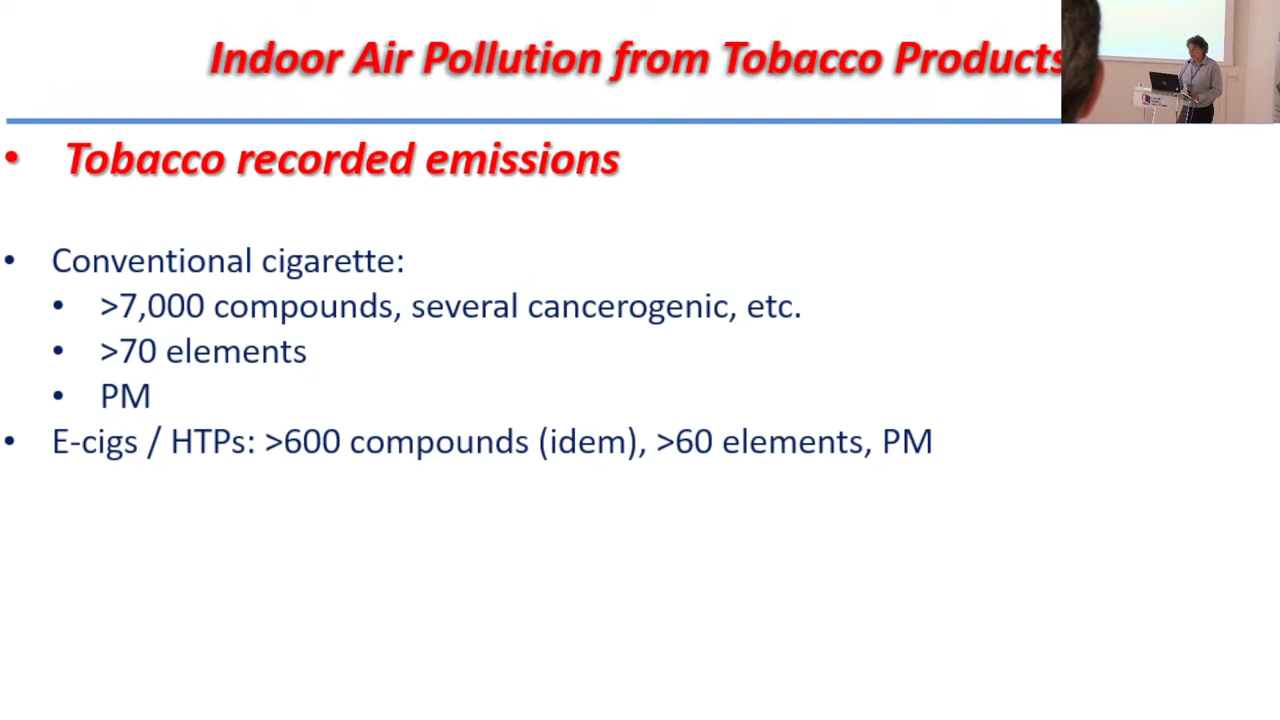 Indoor Air Pollution from Tobacco Products
• Tobacco recorded emissions
• Conventional cigarette:
• >7,000 compounds, several cancerogenic, etc.
• >70 elements
• PM
• E-cigs / HTPs: >600 compounds (idem), >60 elements, PM